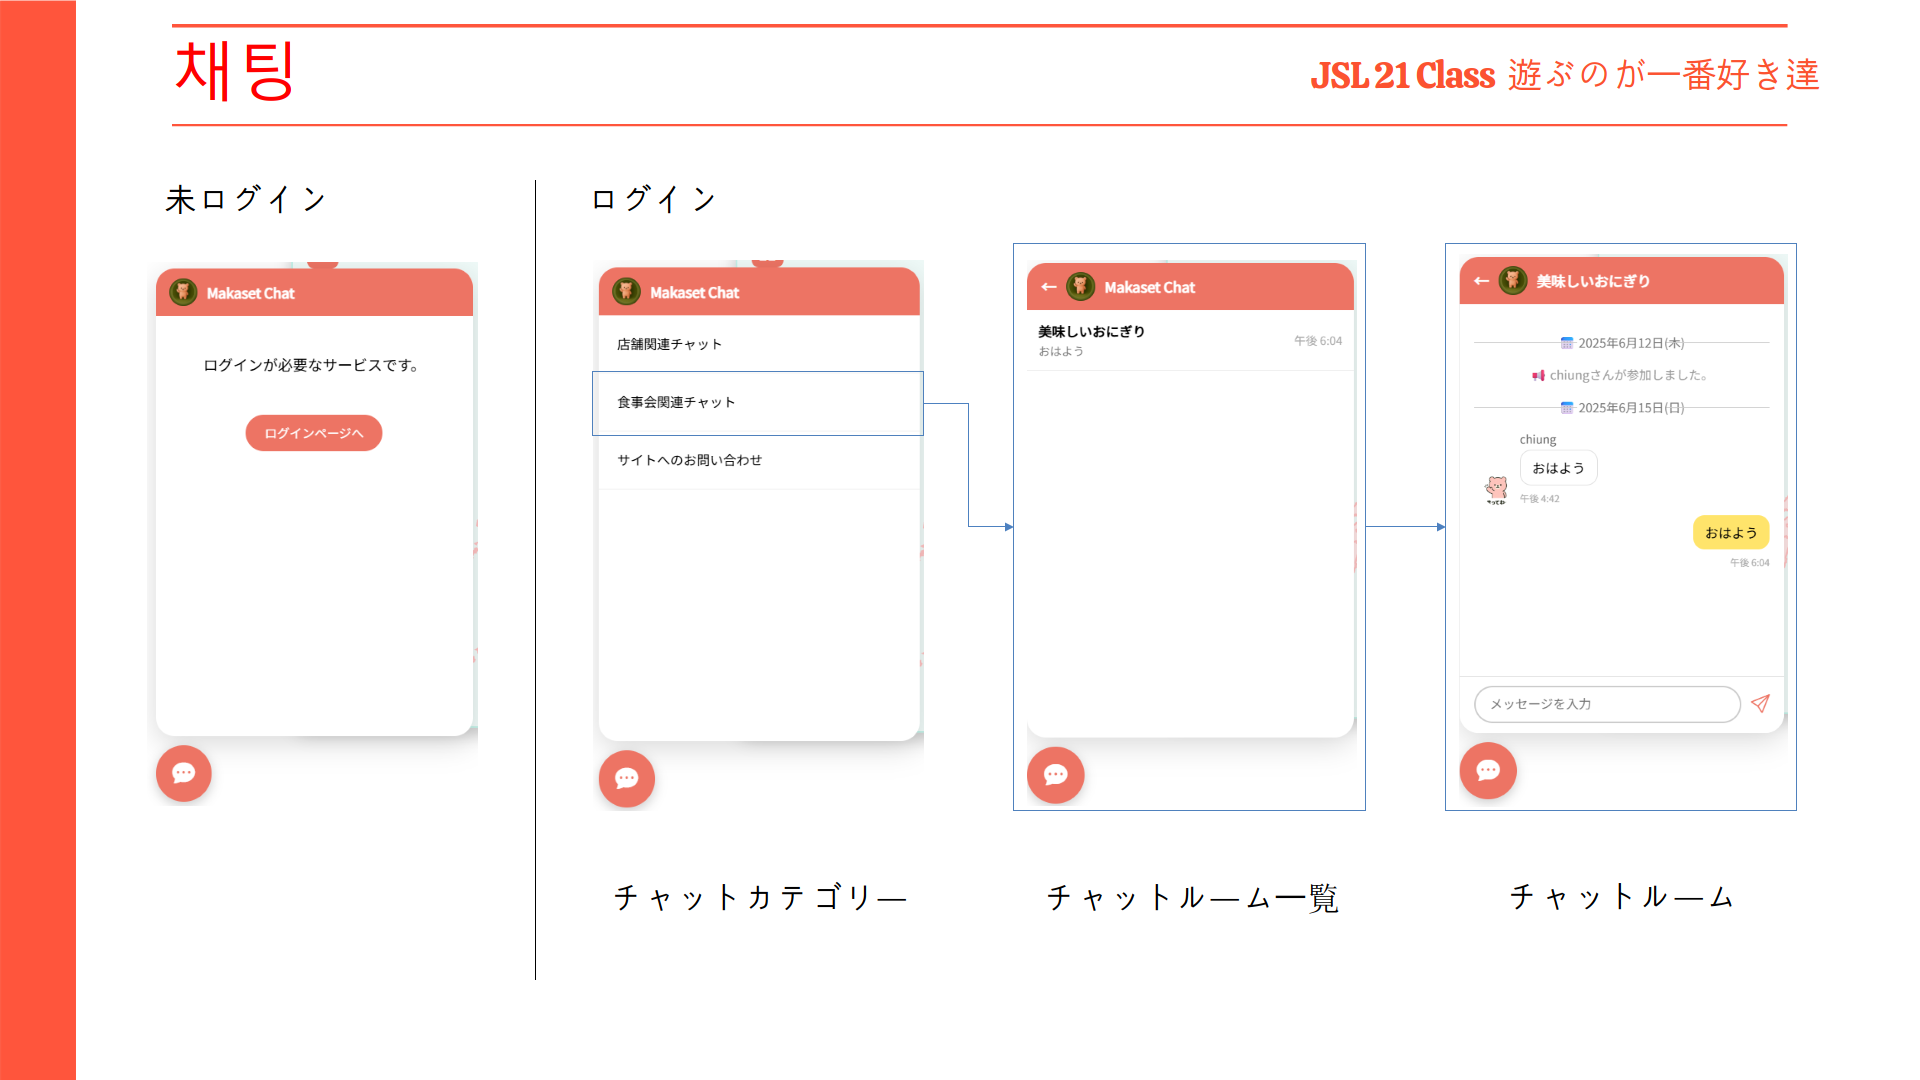 채팅
JSL 21 Class 遊ぶのが一番好き達
未ログイン
ログイン
Makaset Chat
ログインが必要なサービスです。
ログインページへ
Makaset Chat
店舗関連チャット
食事会関連チャット
サイトへのお問い合わせ
Makaset Chat
美味しいおにぎり
おはよう
午後 6:04
美味しいおにぎり
2025年6月12日(木)
chiungさんが参加しました。
2025年6月15日(日)
chiung
おはよう
午後 4:42
おはよう
午後 6:04
メッセージを入力
チャットカテゴリー
チャットルーム一覧
チャットルーム